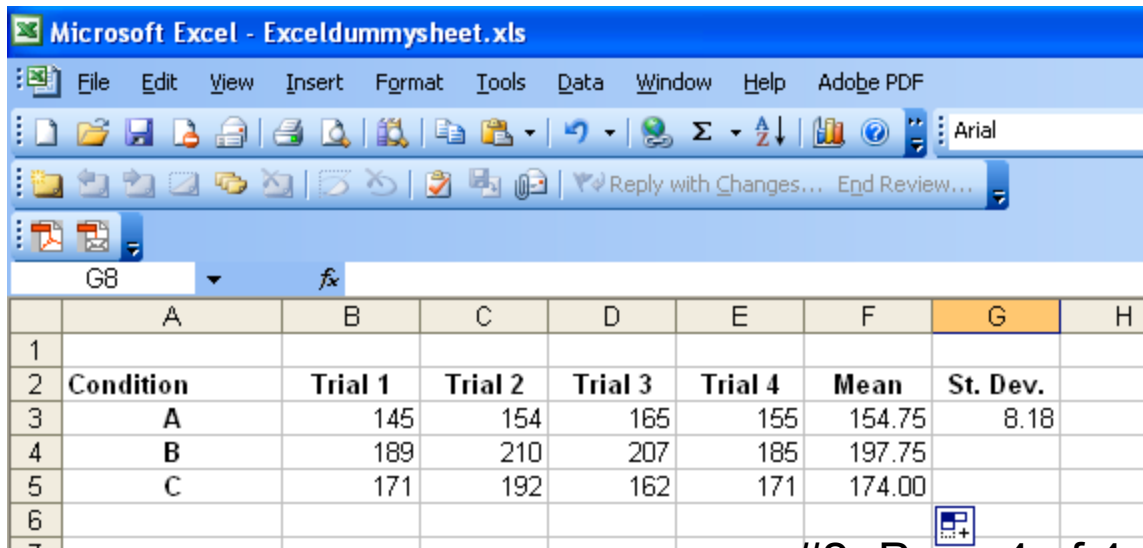 Microsoft Excel - Exceldummysheet.xls
File Edit View Insert Format Tools Data Window Help Adobe PDF
Arial
Reply with Changes... End Review...
G8 fx
A B C D E F G H
1
2 Condition Trial 1 Trial 2 Trial 3 Trial 4 Mean St. Dev.
3 A 145 154 165 155 154.75 8.18
4 B 189 210 207 185 197.75
5 C 171 192 162 171 174.00
6